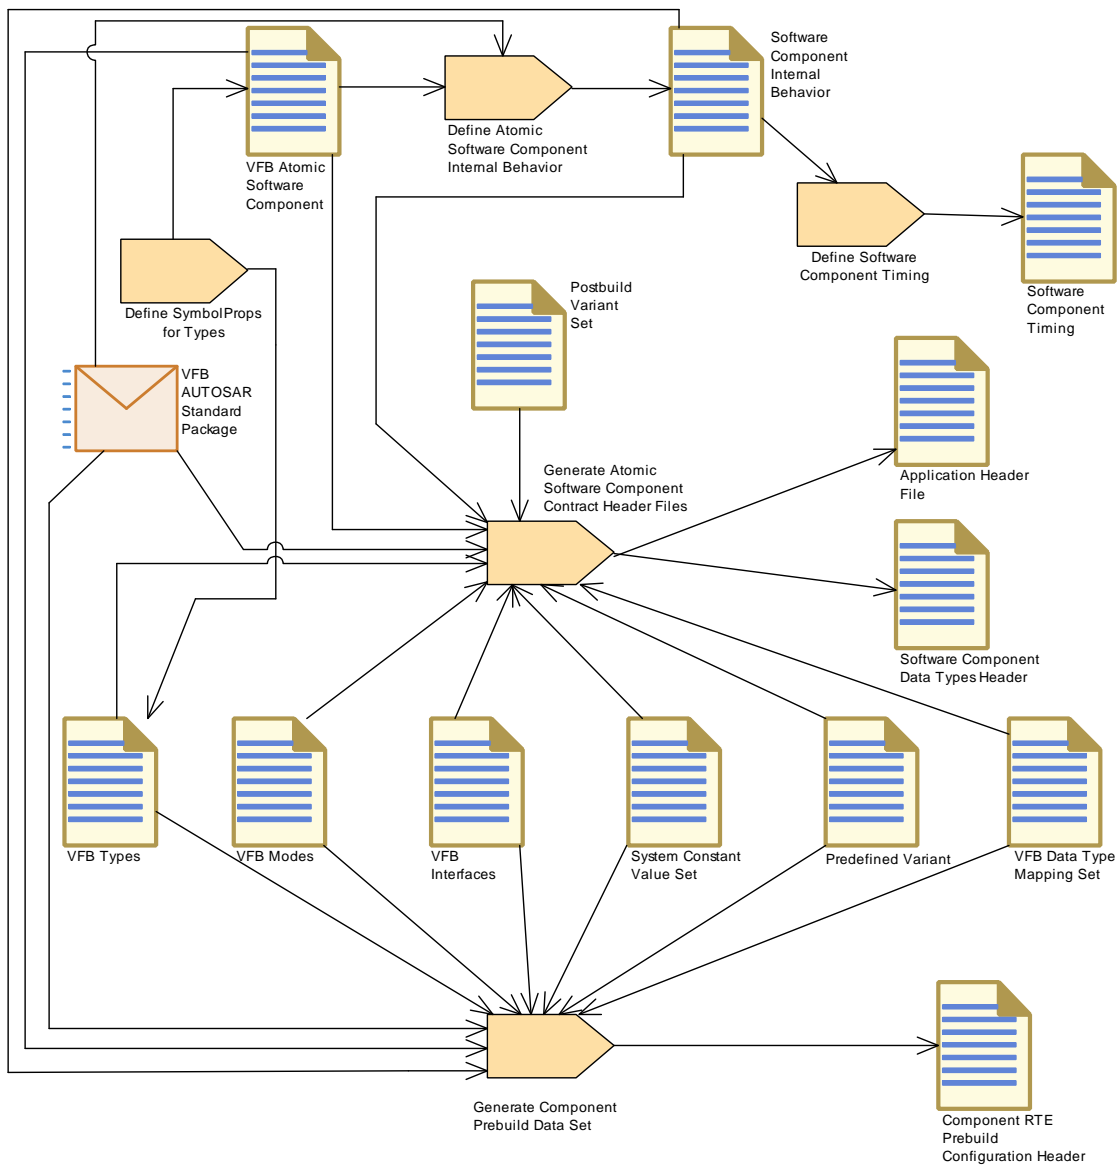 Software
Component
Internal
Behavior
Define Atomic
Software Component
Internal Behavior
VFB Atomic
Software
Component
Define Software
Component Timing
Software
Component
Timing
Define SymbolProps
for Types
Postbuild
Variant
Set
VFB
AUTOSAR
Standard
Package
Generate Atomic
Software Component
Contract Header Files
Application Header
File
Software Component
Data Types Header
VFB Types
VFB Modes
VFB
Interfaces
System Constant
Value Set
Predefined Variant
VFB Data Type
Mapping Set
Generate Component
Prebuild Data Set
Component RTE
Prebuild
Configuration Header